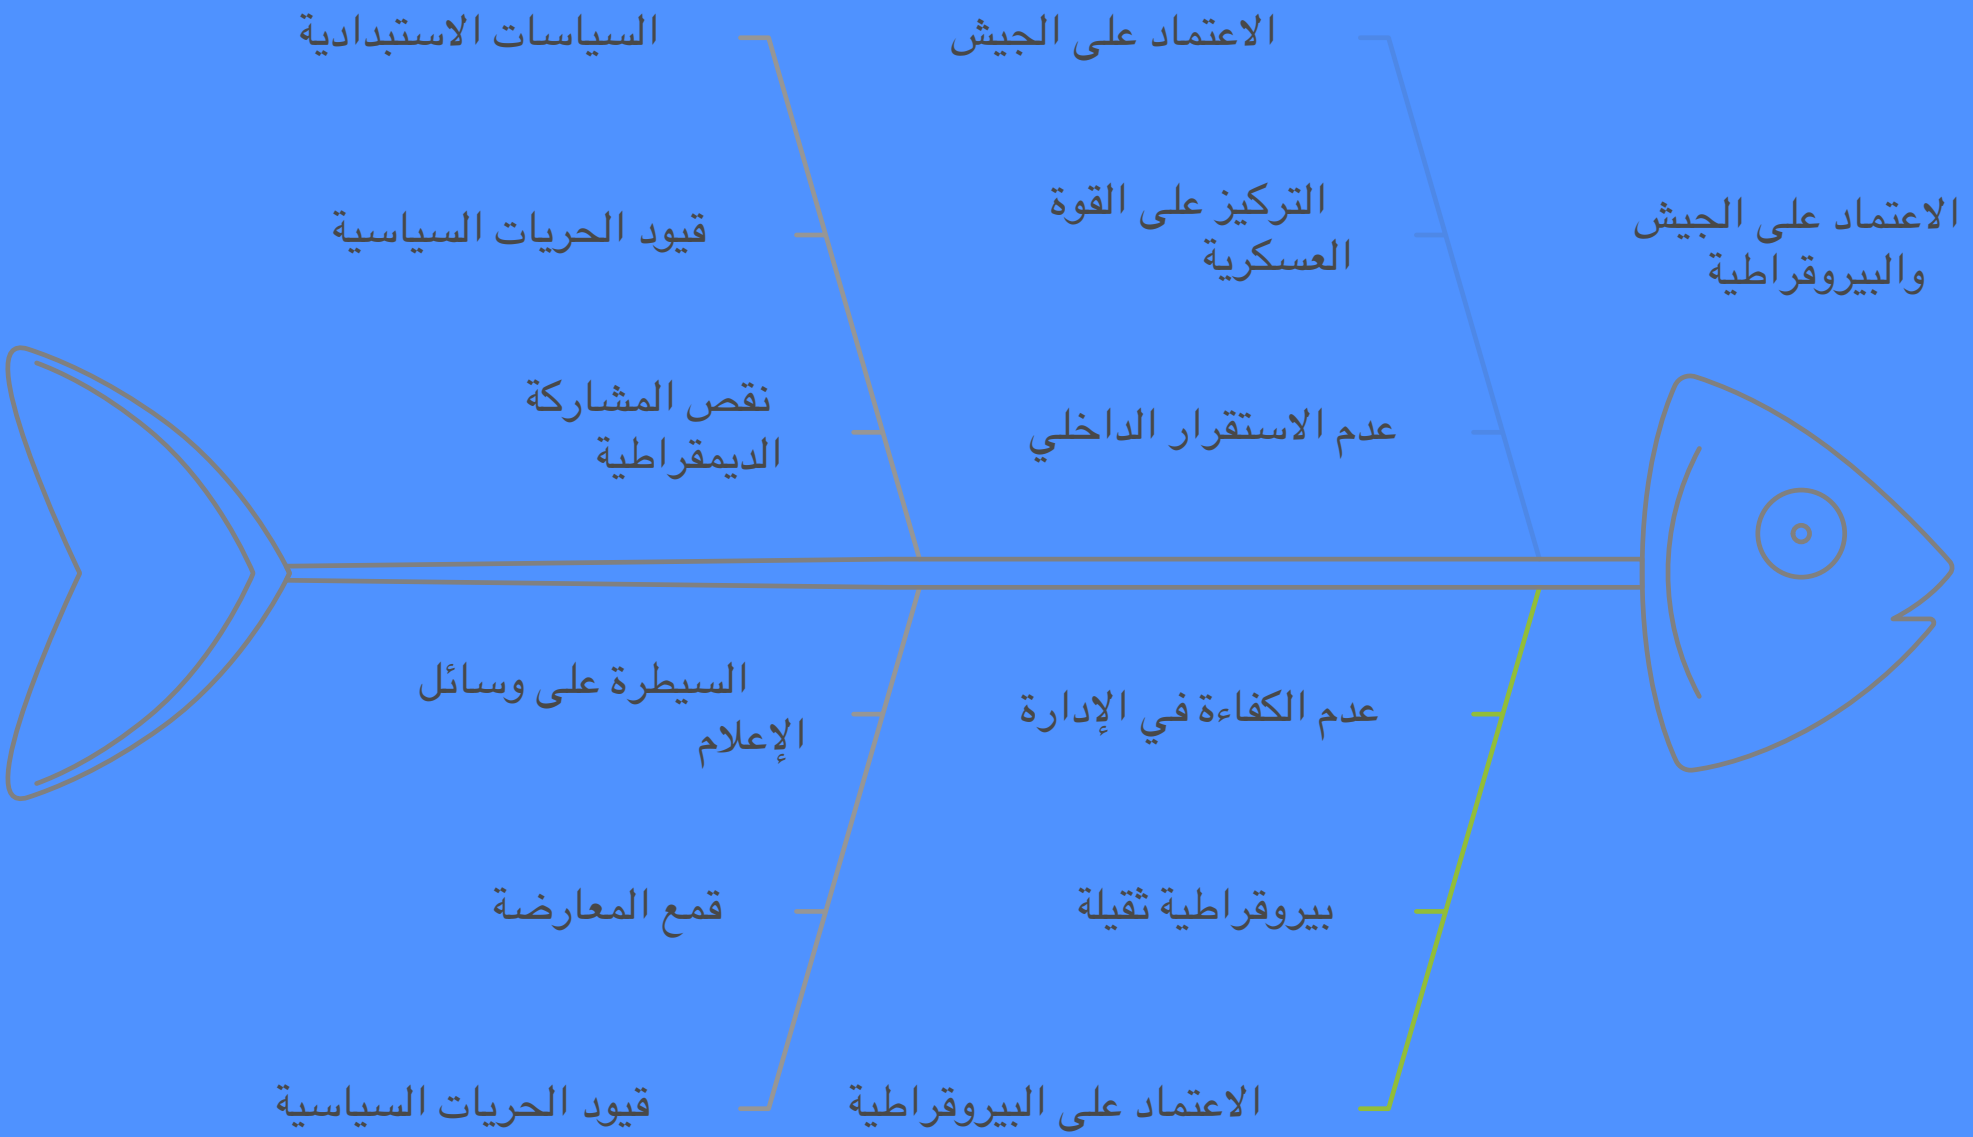 الاعتماد على الجيش
والبيروقراطية
الاعتماد على الجيش
التركيز على القوة
العسكرية
عدم الاستقرار الداخلي
السياسات الاستبدادية
قيود الحريات السياسية
نقص المشاركة
الديمقراطية
عدم الكفاءة في الإدارة
بيروقراطية ثقيلة
الاعتماد على البيروقراطية
السيطرة على وسائل
الإعلام
قمع المعارضة
قيود الحريات السياسية